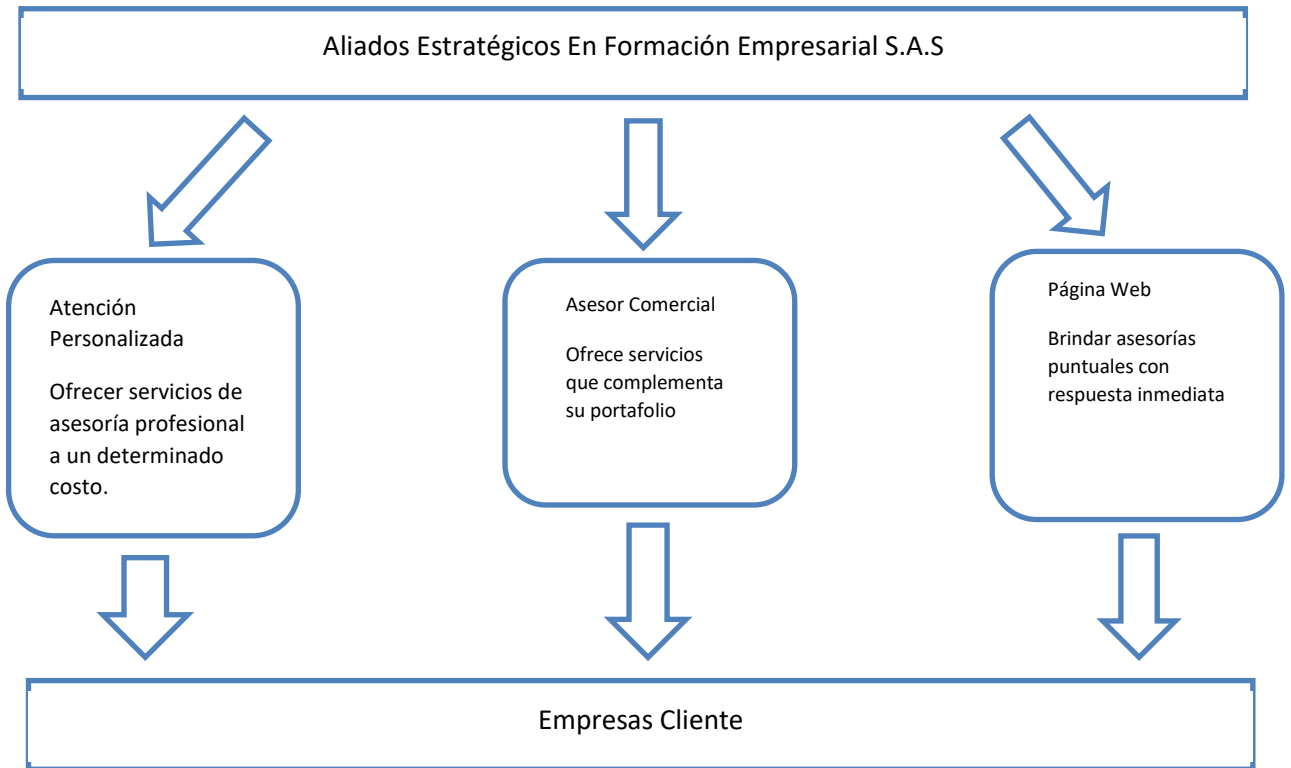 Aliados Estratégicos En Formación Empresarial S.A.S
Atención
Personalizada
Ofrecer servicios de
asesoría profesional
a un determinado
costo.
Asesor Comercial
Ofrece servicios
que complementa
su portafolio
Página Web
Brindar asesorías
puntuales con
respuesta inmediata
Empresas Cliente